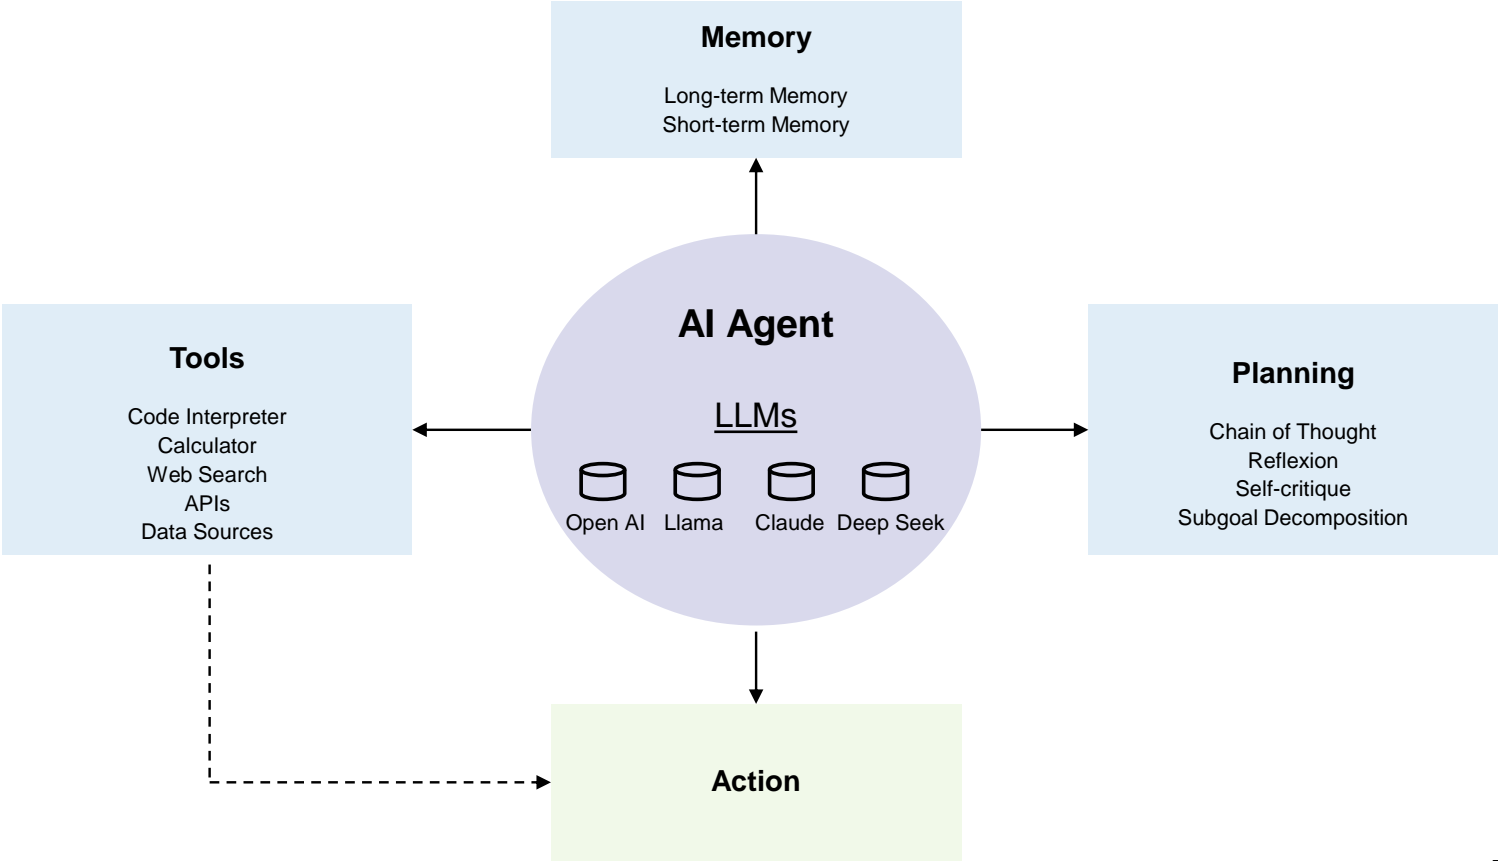 Memory
Long-term Memory
Short-term Memory
AI Agent
LLMs
Open AI
Llama
Claude
Deep Seek
Tools
Code Interpreter
Calculator
Web Search
APIs
Data Sources
Planning
Chain of Thought
Reflexion
Self-critique
Subgoal Decomposition
Action